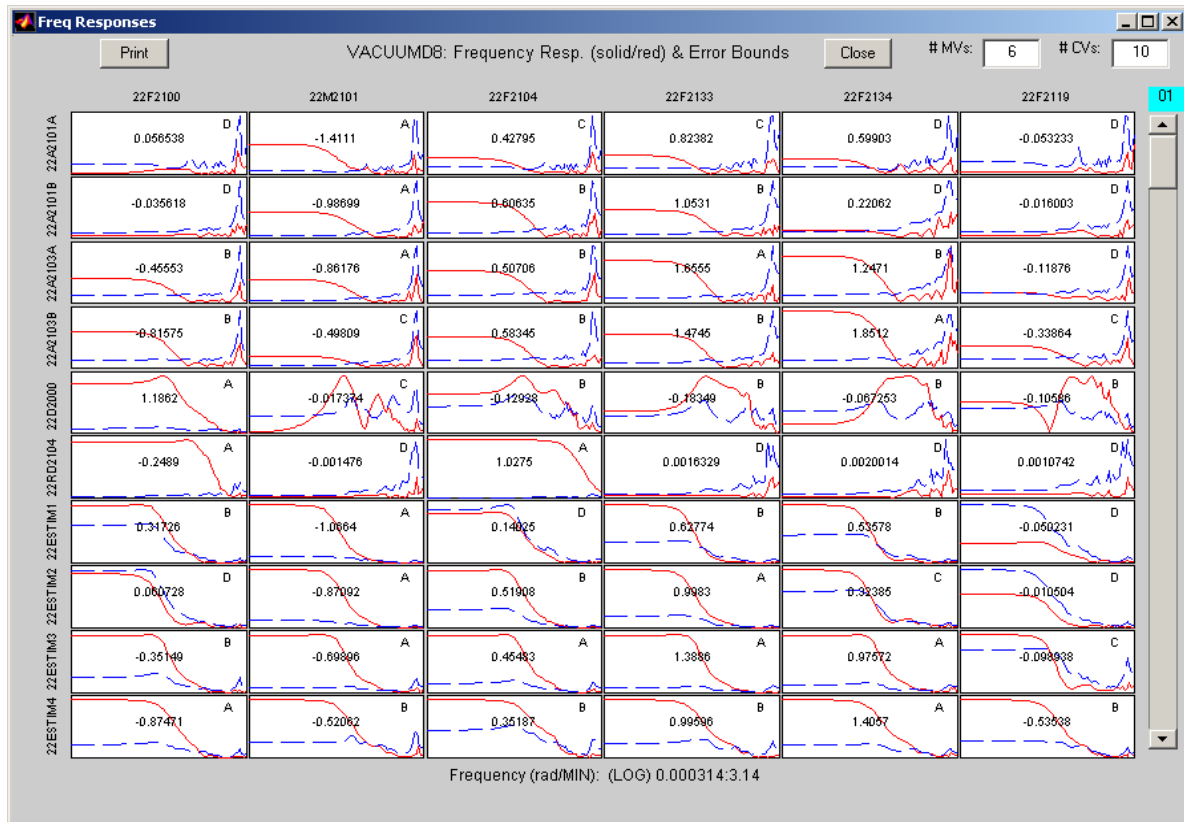 Freq Responses
Print
VACUUMD8: Frequency Resp. (solid/red) & Error Bounds
Close
# MVs:
6
# CVs:
10
22F2100 22M2101 22F2104 22F2133 22F2134 22F2119
01
22A2101A 0.056538 D -1.4111 A 0.42795 C 0.82382 C 0.59903 D -0.053233 D
22A2101B -0.035618 D -0.98699 A 0.60635 B 1.0531 B 0.22062 D -0.016003 D
22A2103A -0.45553 B -0.86176 A 0.50706 B 1.6555 A 1.2471 B -0.11876 D
22A2103B -0.81575 B -0.49809 C 0.58345 B 1.4745 B 1.8512 A -0.33864 C
22D2000 1.1862 A -0.017374 C -0.12928 B -0.18349 B -0.067253 B -0.10586 B
22RD2104 -0.2489 A -0.001476 D 1.0275 A 0.0016329 D 0.0020014 D 0.0010742 D
22ESTIM1 0.31726 B -1.0664 A 0.14025 D 0.62774 B 0.53578 B -0.050231 D
22ESTIM2 0.060728 D -0.87092 A 0.51908 B 0.9983 A 0.32385 C -0.010504 D
22ESTIM3 -0.35149 B -0.69896 A 0.45483 A 1.3886 A 0.97572 A -0.098938 C
22ESTIM4 -0.87471 A -0.52062 B 0.35187 B 0.99596 B 1.4057 A -0.53538 B
Frequency (rad/MIN): (LOG) 0.000314:3.14